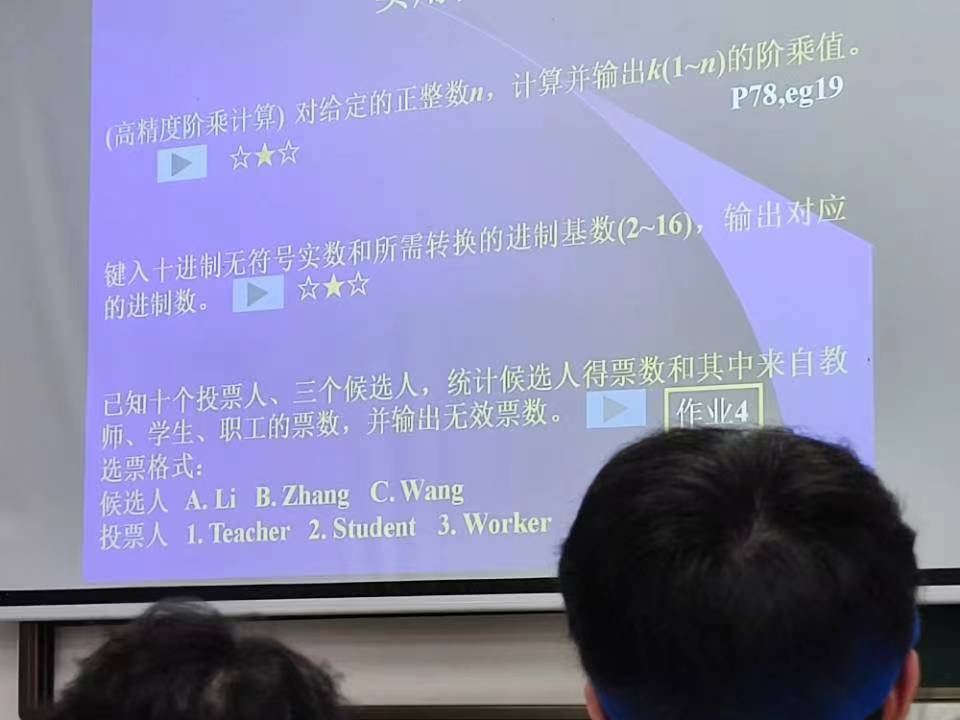 (高精度阶乘计算) 对给定的正整数n，计算并输出k(1~n)的阶乘值。
P78,eg19
☆★☆
键入十进制无符号实数和所需转换的进制基数(2~16)，输出对应
的进制数。 ☆★☆
已知十个投票人、三个候选人，统计候选人得票数和其中来自教
师、学生、职工的票数，并输出无效票数。 作业4
选票格式：
候选人 A. Li B. Zhang C. Wang
投票人 1. Teacher 2. Student 3. Worker